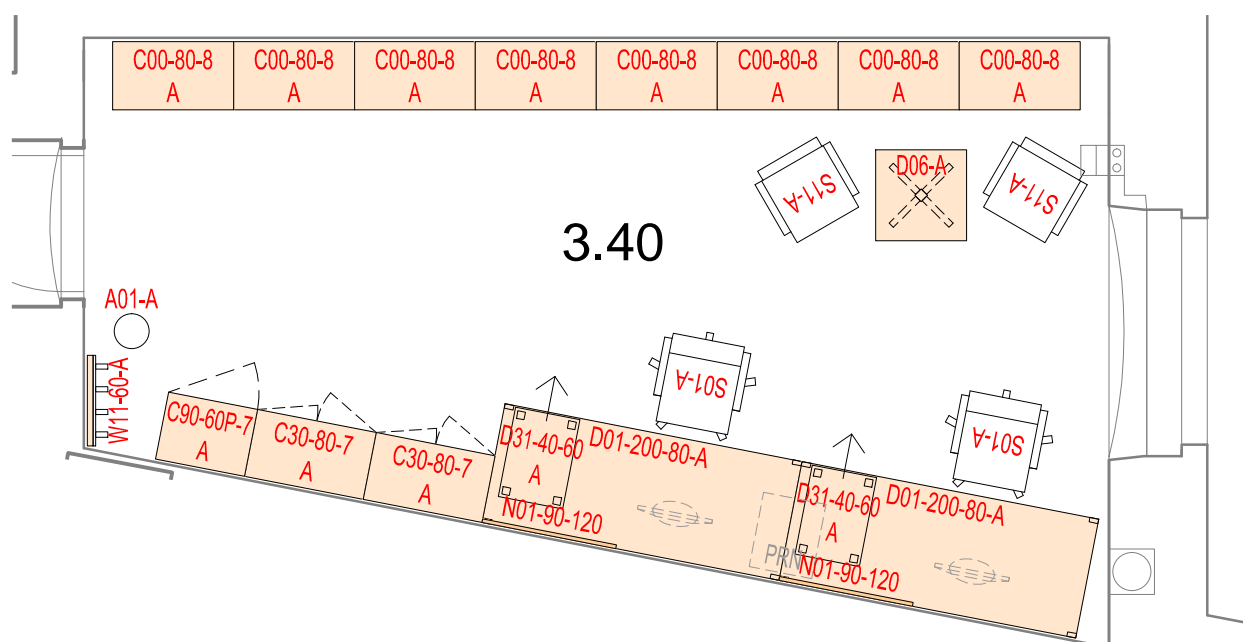 C00-80-8 C00-80-8 C00-80-8 C00-80-8 C00-80-8 C00-80-8 C00-80-8 C00-80-8
A A A A A A A A
D06-A
S11-A S11-A
3.40
A01-A
W11-60-A
S01-A
S01-A
C90-60P-7
A
C30-80-7
A
C30-80-7
A
D31-40-60
A
D01-200-80-A
N01-90-120
PRN
D31-40-60
A
D01-200-80-A
N01-90-120